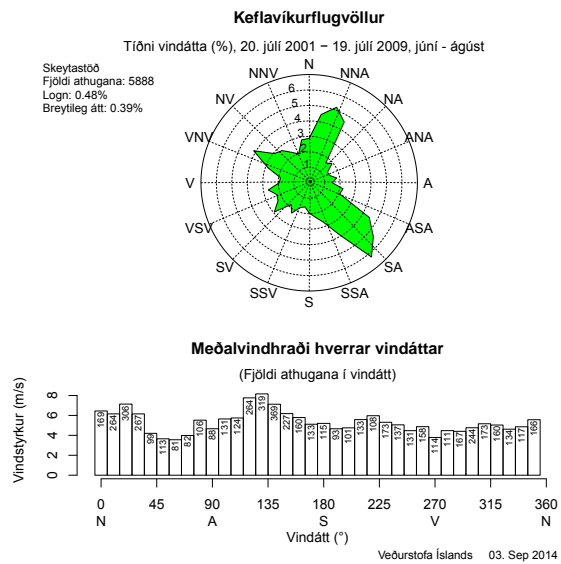 Keflavíkurflugvöllur
Tíðni vindátta (%), 20. júlí 2001 − 19. júlí 2009, júní - ágúst
Skeytastöð
Fjöldi athugana: 5888
Logn: 0.48%
Breytileg átt: 0.39%
N
NNV NNA
NV NA
VNV ANA
V A
VSV ASA
SV SA
SSV SSA
S
6
5
4
3
2
1
Meðalvindhraði hverrar vindáttar
(Fjöldi athugana í vindátt)
Vindstyrkur (m/s)
8
6
4
2
0
169 264 306 267 99 113 81 82 106 88 131 124 264 319 369 227 160 133 115 93 101 133 108 173 137 131 158 114 111 167 244 173 160 134 117 166
0 45 90 135 180 225 270 315 360
N A S V N
Vindátt (°)
Veðurstofa Íslands 03. Sep 2014